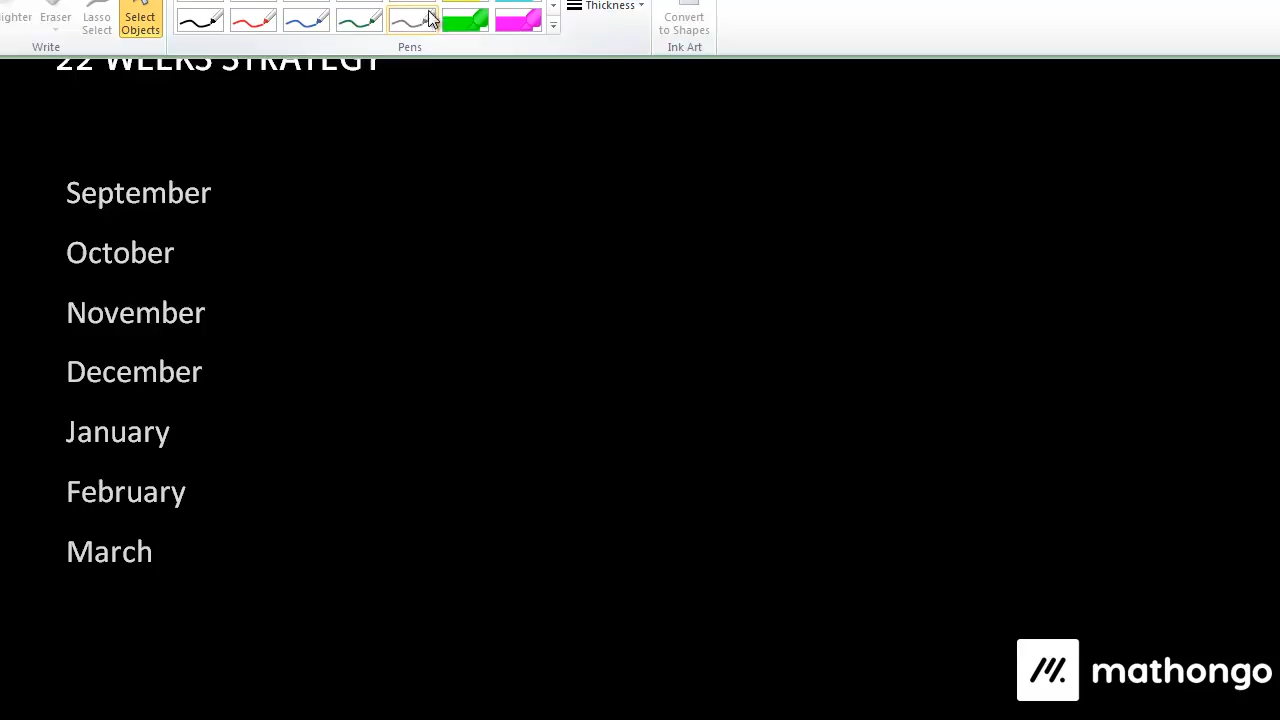 Thickness
ighter Eraser Lasso Select Select Objects Convert to Shapes
Write Pens Ink Art
22 WEEKS STRATEGY
September
October
November
December
January
February
March
mathongo